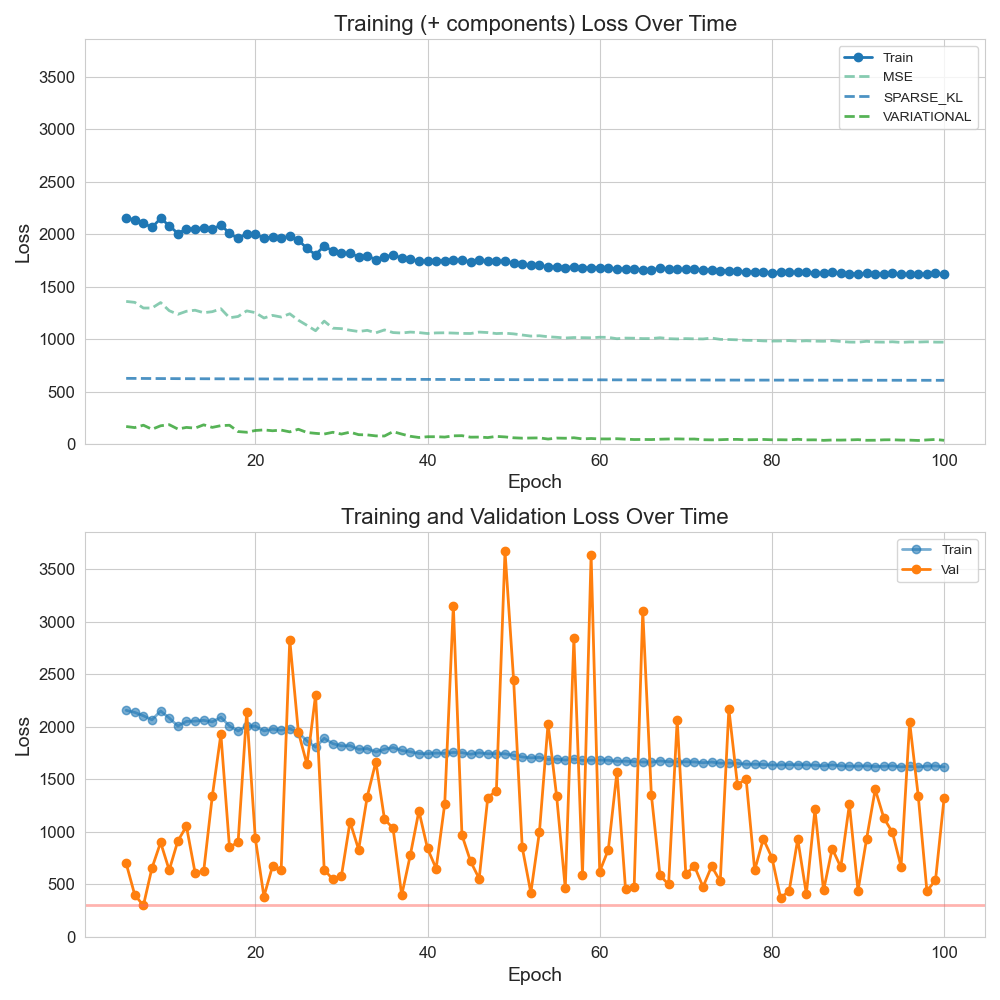 Training (+ components) Loss Over Time
Train
MSE
SPARSE_KL
VARIATIONAL
3500
3000
2500
2000
1500
1000
500
0
Loss
20 40 60 80 100
Epoch
Training and Validation Loss Over Time
Train
Val
3500
3000
2500
2000
1500
1000
500
0
Loss
20 40 60 80 100
Epoch